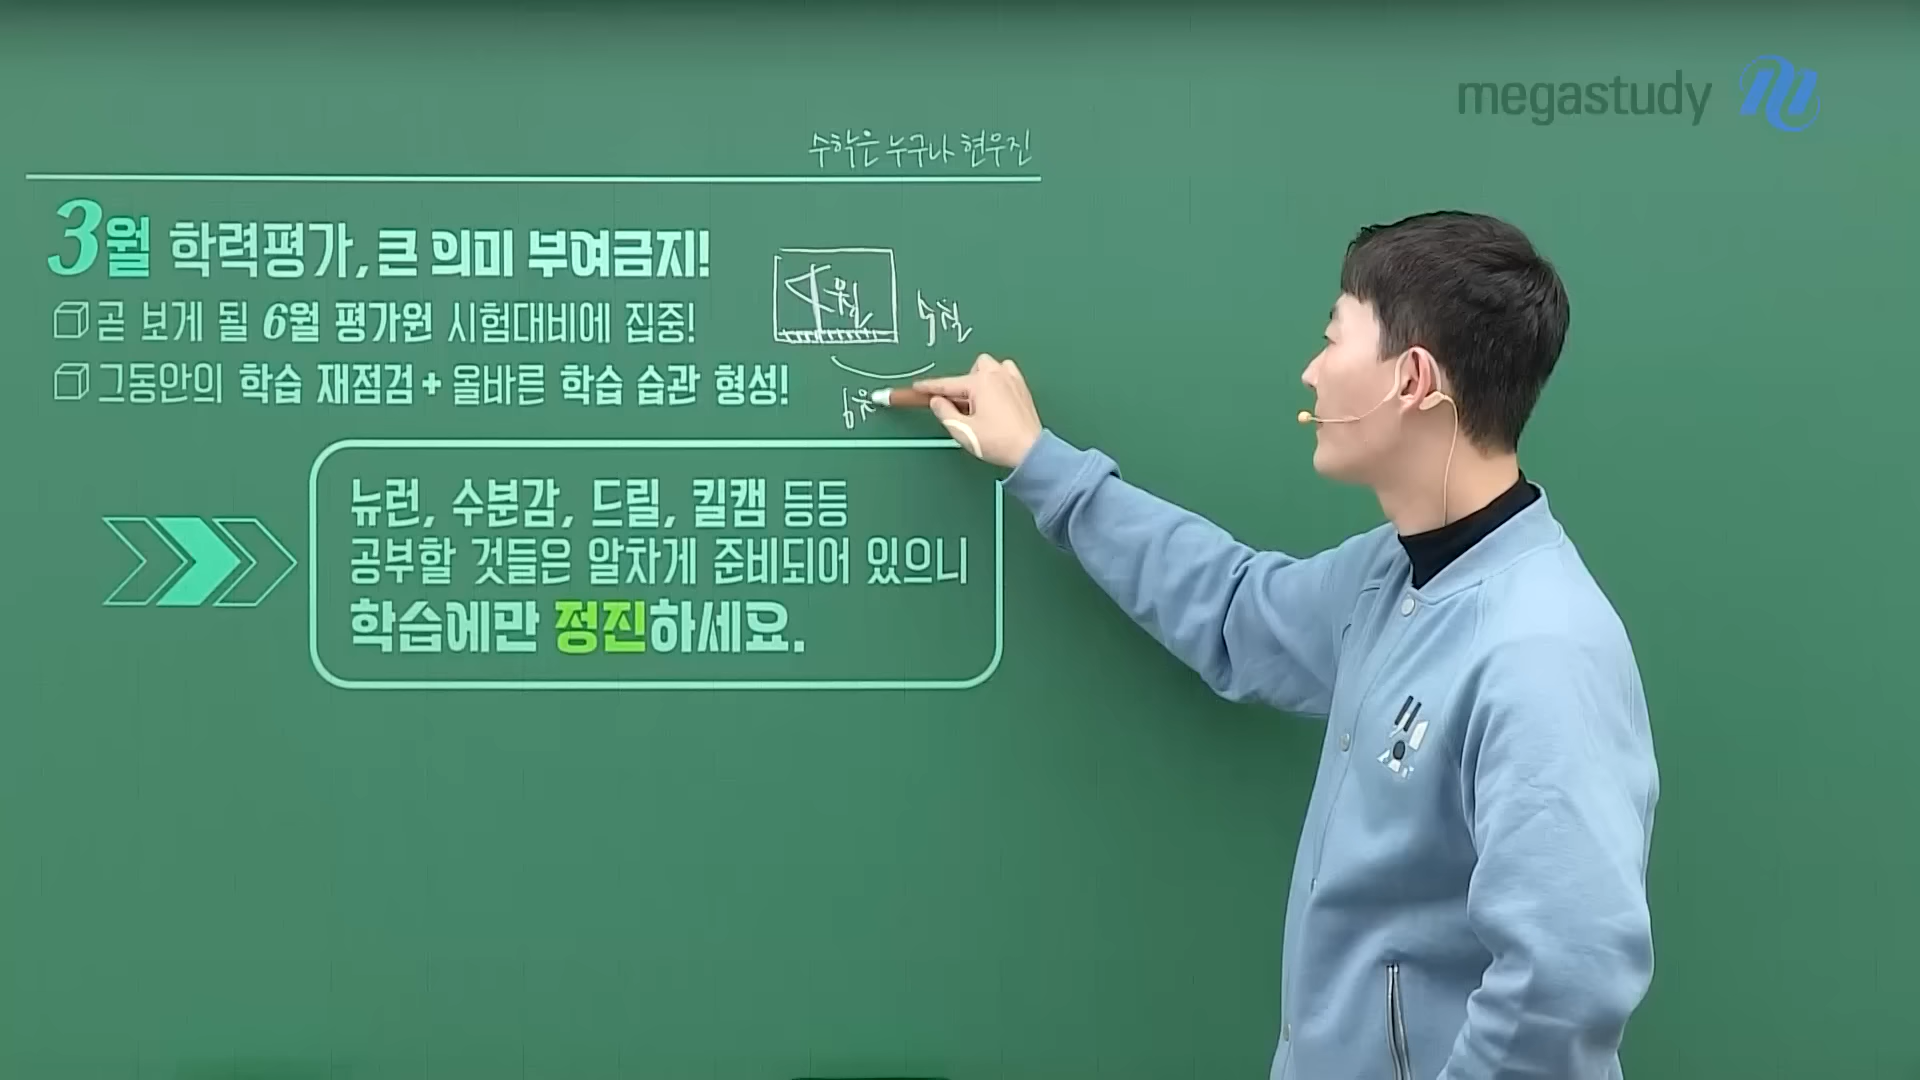 megastudy
수학은 누구나 현우진
3월 학력평가, 큰 의미 부여금지!
곧 보게 될 6월 평가원 시험대비에 집중!
그동안의 학습 재점검 + 올바른 학습 습관 형성!
4월
6월
뉴런, 수분감, 드릴, 킬캠 등등
공부할 것들은 알차게 준비되어 있으니
학습에만 정진하세요.